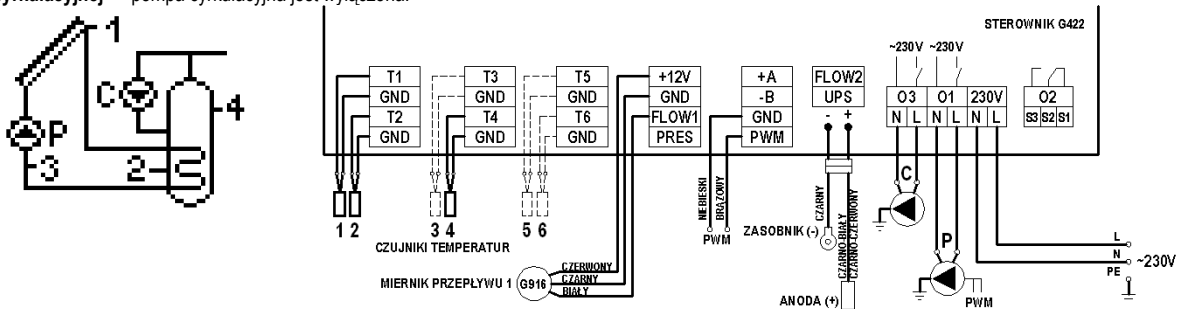 pompa cyrkulacyjna jest wyłączona.
1
C
4
P
3
2
STEROWNIK G422
~230V ~230V
T1 T3 T5 +12V +A FLOW2
GND GND GND GND -B UPS O3 O1 230V O2
T2 T4 T6 FLOW1 GND - + N L N L N L S3 S2 S1
GND GND GND PRES PWM
NIEBIESKI
BRĄZOWY
PWM
CZARNY
CZARNO-BIAŁY
CZARNO-CZERWONY
C
1 2 3 4 5 6
CZUJNIKI TEMPERATUR
ZASOBNIK (-)
P
L
N
PE
~230V
CZERWONY
CZARNY
BIAŁY
MIERNIK PRZEPŁYWU 1 G916
ANODA (+)
PWM